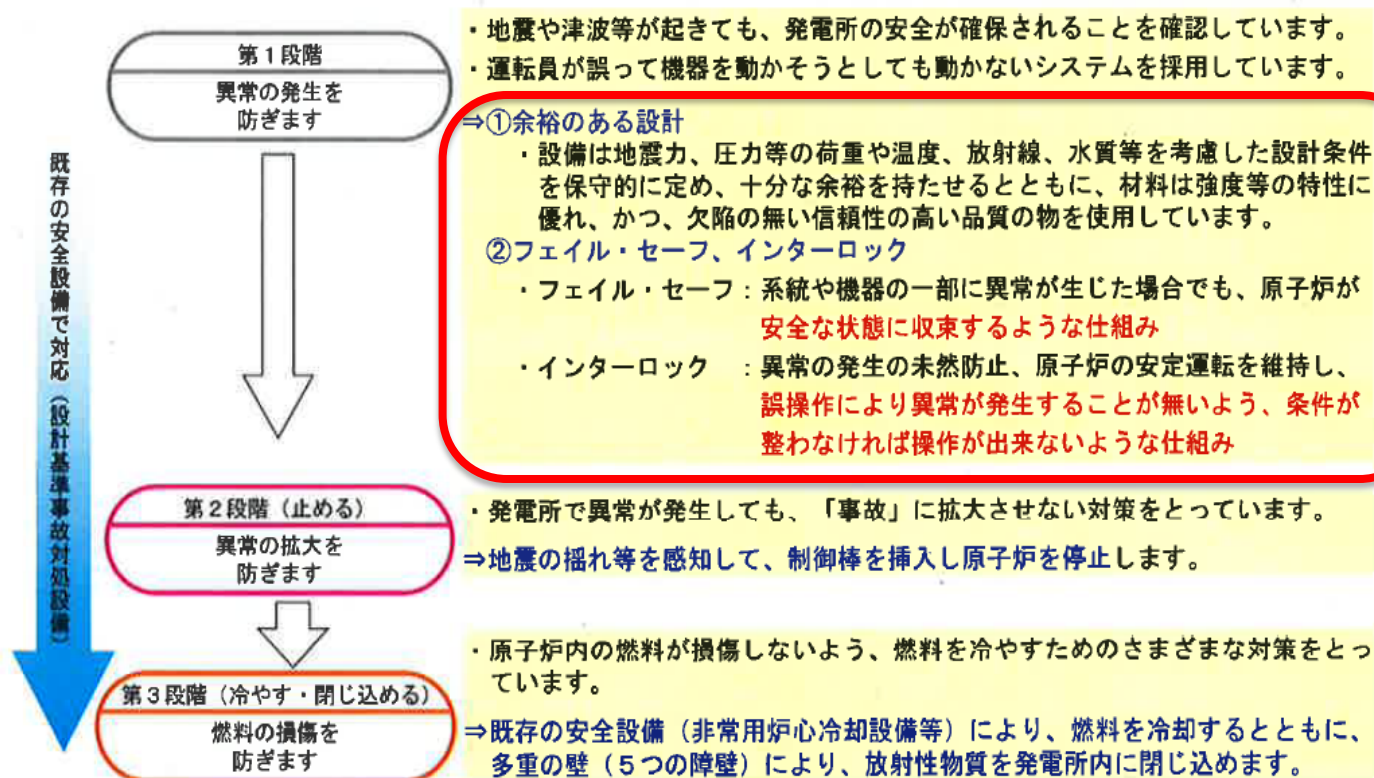 既存の安全設備で対応（設計基準事故対処設備）
第1段階
異常の発生を
防ぎます
・地震や津波等が起きても、発電所の安全が確保されることを確認しています。
・運転員が誤って機器を動かそうとしても動かないシステムを採用しています。
⇒①余裕のある設計
・設備は地震力、圧力等の荷重や温度、放射線、水質等を考慮した設計条件
を保守的に定め、十分な余裕を持たせるとともに、材料は強度等の特性に
優れ、かつ、欠陥の無い信頼性の高い品質の物を使用しています。
②フェイル・セーフ、インターロック
・フェイル・セーフ：系統や機器の一部に異常が生じた場合でも、原子炉が
安全な状態に収束するような仕組み
・インターロック　：異常の発生の未然防止、原子炉の安定運転を維持し、
誤操作により異常が発生することが無いよう、条件が
整わなければ操作が出来ないような仕組み
第2段階（止める）
異常の拡大を
防ぎます
・発電所で異常が発生しても、「事故」に拡大させない対策をとっています。
⇒地震の揺れ等を感知して、制御棒を挿入し原子炉を停止します。
第3段階（冷やす・閉じ込める）
燃料の損傷を
防ぎます
・原子炉内の燃料が損傷しないよう、燃料を冷やすためのさまざまな対策をとっ
ています。
⇒既存の安全設備（非常用炉心冷却設備等）により、燃料を冷却するとともに、
多重の壁（5つの障壁）により、放射性物質を発電所内に閉じ込めます。